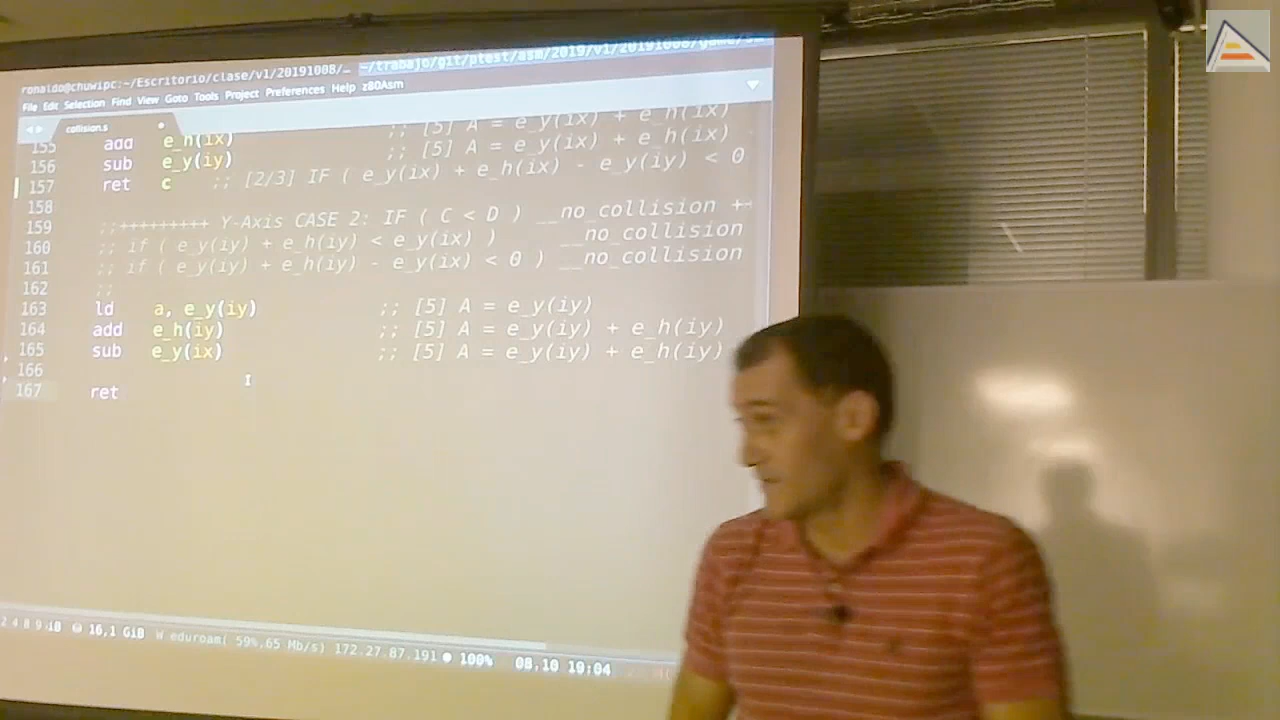 ronaldo@chuwipc:~/Escritorio/clase/v1/20191008/… ~/trabajo/git/ptest/asm/2019/v1/20191008/game/s…
File Edit Selection Find View Goto Tools Project Preferences Help z80Asm
collision.s
;; [5] A = e_y(ix) + e_h(ix)
155 add e_h(ix) ;; [5] A = e_y(ix) + e_h(ix)
156 sub e_y(iy) ;; [2/3] IF ( e_y(ix) + e_h(ix) - e_y(iy) < 0
157 ret c
158
159 ;;+++++++++ Y-Axis CASE 2: IF ( C < D ) __no_collision ++
160 ;; if ( e_y(iy) + e_h(iy) < e_y(ix) ) __no_collision
161 ;; if ( e_y(iy) + e_h(iy) - e_y(ix) < 0 ) __no_collision
162 ;;
163 ld a, e_y(iy) ;; [5] A = e_y(iy)
164 add e_h(iy) ;; [5] A = e_y(iy) + e_h(iy)
165 sub e_y(ix) ;; [5] A = e_y(iy) + e_h(iy)
166
167 ret
16,1 GiB W eduroam( 59%,65 Mb/s) 172.27.87.191 100% 08.10 19:04